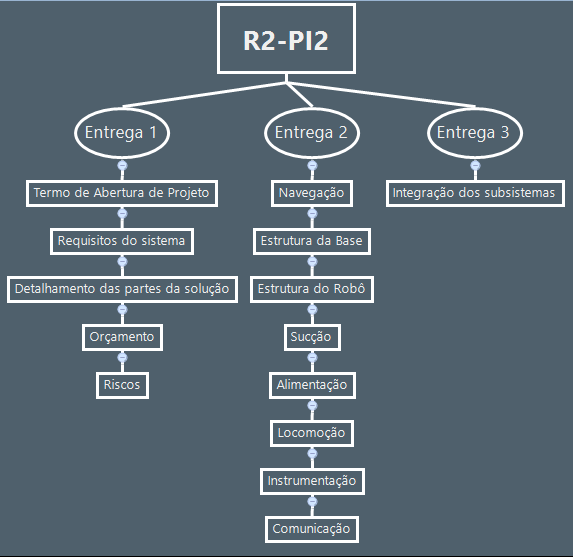 R2-PI2
Entrega 1
Entrega 2
Entrega 3
Termo de Abertura de Projeto
Requisitos do sistema
Detalhamento das partes da solução
Orçamento
Riscos
Navegação
Estrutura da Base
Estrutura do Robô
Sucção
Alimentação
Locomoção
Instrumentação
Comunicação
Integração dos subsistemas